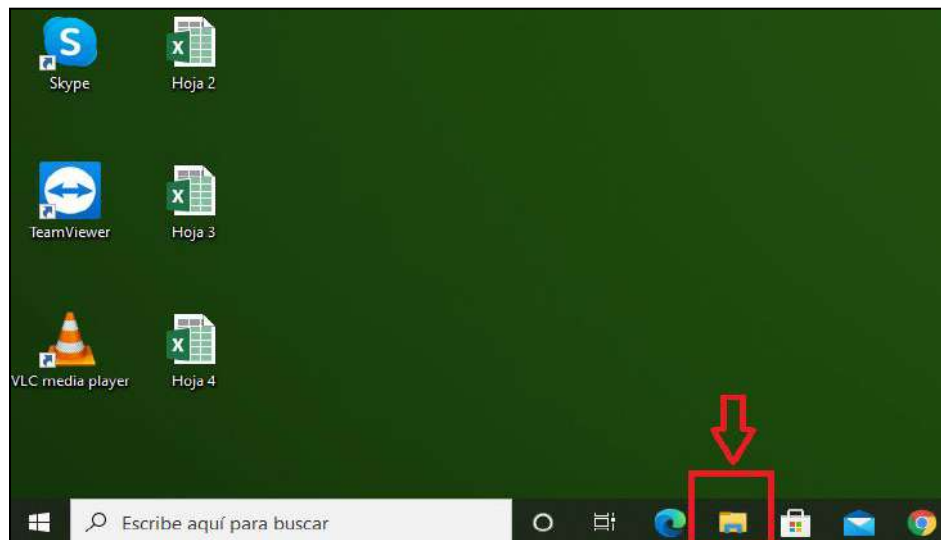 Skype
Hoja 2
TeamViewer
Hoja 3
VLC media player
Hoja 4
Escribe aquí para buscar